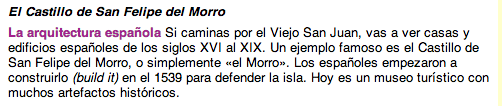 El Castillo de San Felipe del Morro
La arquitectura española Si caminas por el Viejo San Juan, vas a ver casas y
edificios españoles de los siglos XVI al XIX. Un ejemplo famoso es el Castillo de
San Felipe del Morro, o simplemente «el Morro». Los españoles empezaron a
construirlo (build it) en el 1539 para defender la isla. Hoy es un museo turístico con
muchos artefactos históricos.